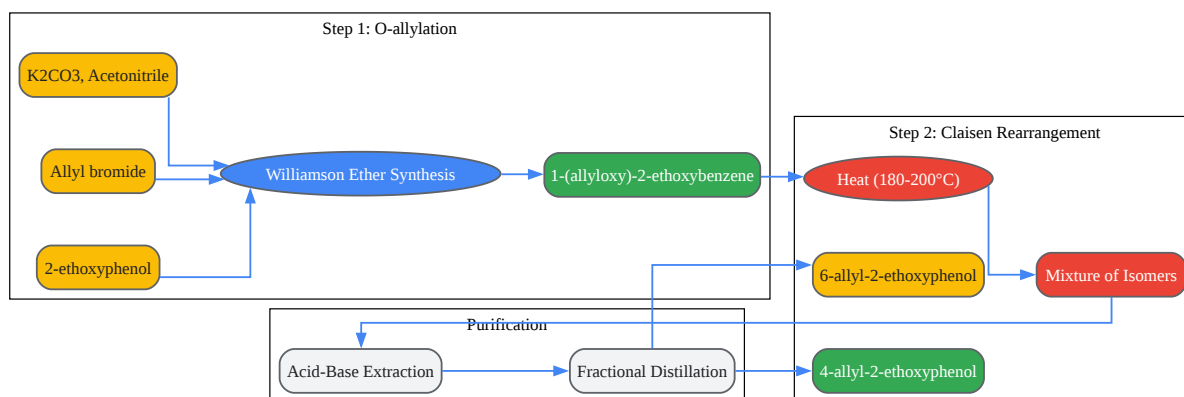 Step 1: O-allylation
K2CO3, Acetonitrile
Allyl bromide
Williamson Ether Synthesis
1-(allyloxy)-2-ethoxybenzene
2-ethoxyphenol
Step 2: Claisen Rearrangement
Heat (180-200°C)
6-allyl-2-ethoxyphenol
Mixture of Isomers
Purification
Acid-Base Extraction
Fractional Distillation
4-allyl-2-ethoxyphenol